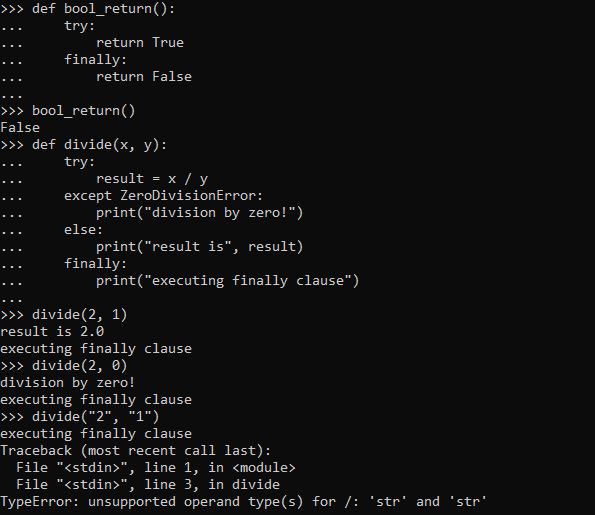 >>> def bool_return():
...     try:
...         return True
...     finally:
...         return False
...
>>> bool_return()
False
>>> def divide(x, y):
...     try:
...         result = x / y
...     except ZeroDivisionError:
...         print("division by zero!")
...     else:
...         print("result is", result)
...     finally:
...         print("executing finally clause")
...
>>> divide(2, 1)
result is 2.0
executing finally clause
>>> divide(2, 0)
division by zero!
executing finally clause
>>> divide("2", "1")
executing finally clause
Traceback (most recent call last):
  File "<stdin>", line 1, in <module>
  File "<stdin>", line 3, in divide
TypeError: unsupported operand type(s) for /: 'str' and 'str'